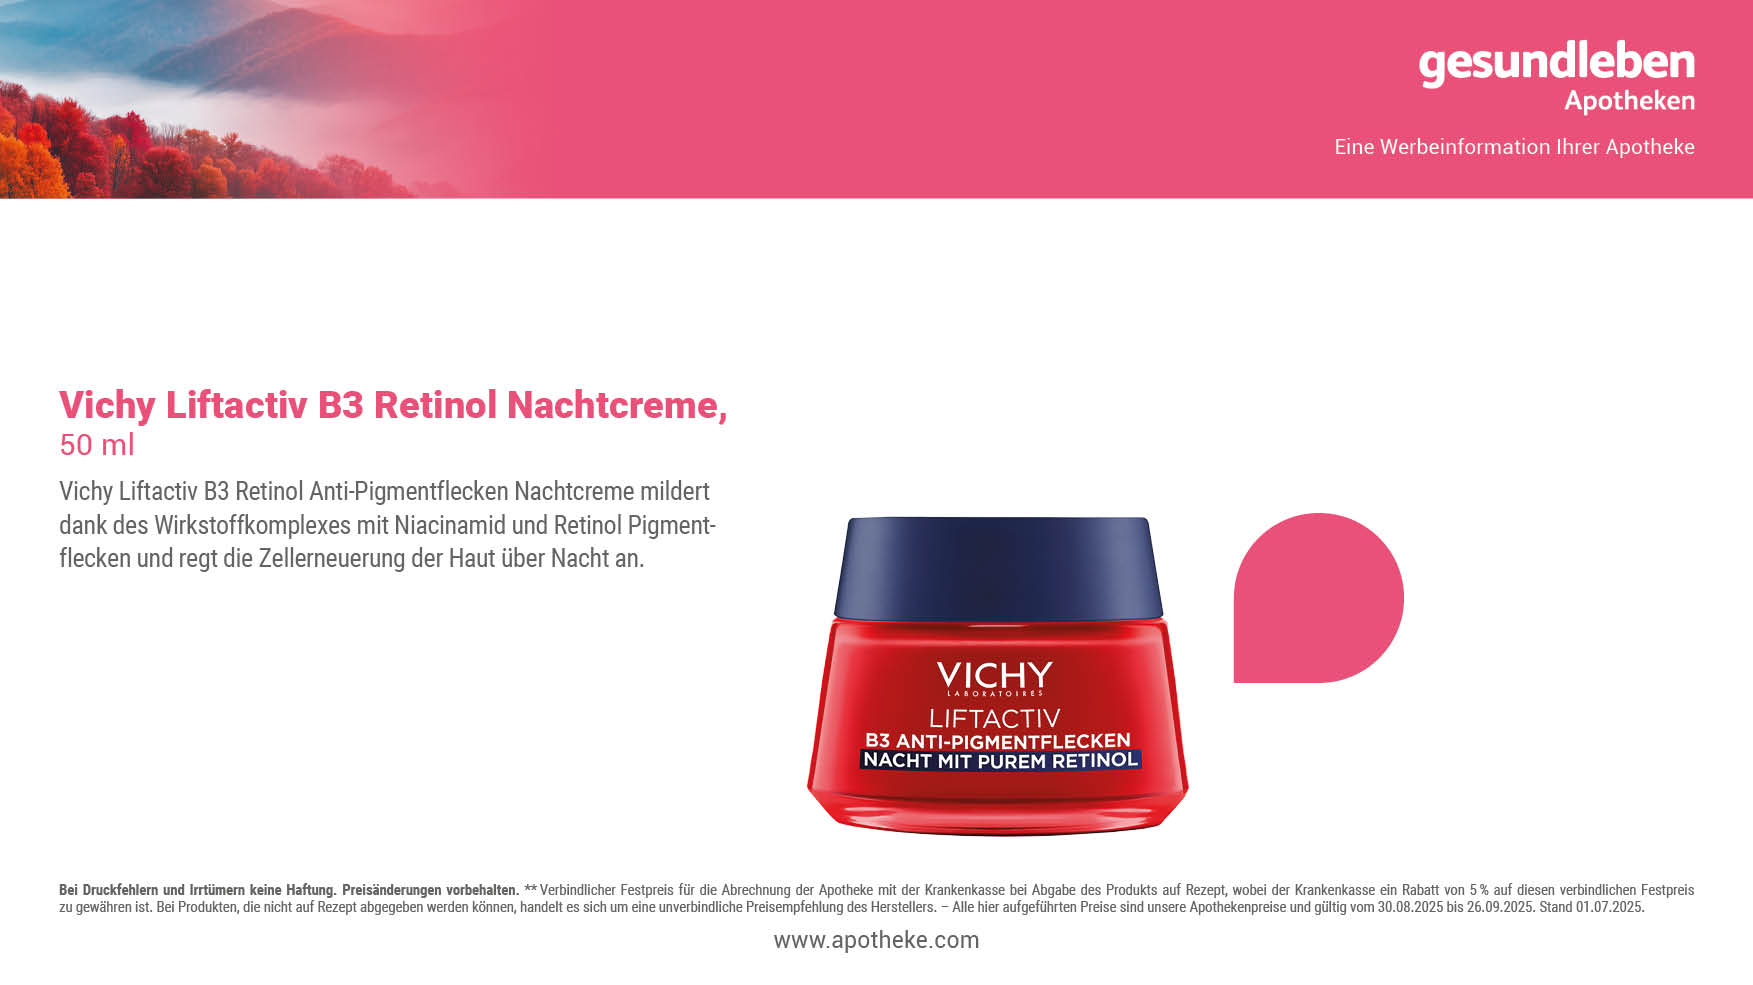 gesundleben
Apotheken
Eine Werbeinformation Ihrer Apotheke
Vichy Liftactiv B3 Retinol Nachtcreme,
50 ml
Vichy Liftactiv B3 Retinol Anti-Pigmentflecken Nachtcreme mildert
dank des Wirkstoffkomplexes mit Niacinamid und Retinol Pigment-
flecken und regt die Zellerneuerung der Haut über Nacht an.
VICHY
LABORATOIRES
LIFTACTIV
B3 ANTI-PIGMENTFLECKEN
NACHT MIT PUREM RETINOL
Bei Druckfehlern und Irrtümern keine Haftung. Preisänderungen vorbehalten. ** Verbindlicher Festpreis für die Abrechnung der Apotheke mit der Krankenkasse bei Abgabe des Produkts auf Rezept, wobei der Krankenkasse ein Rabatt von 5 % auf diesen verbindlichen Festpreis
zu gewähren ist. Bei Produkten, die nicht auf Rezept abgegeben werden können, handelt es sich um eine unverbindliche Preisempfehlung des Herstellers. – Alle hier aufgeführten Preise sind unsere Apothekenpreise und gültig vom 30.08.2025 bis 26.09.2025. Stand 01.07.2025.
www.apotheke.com